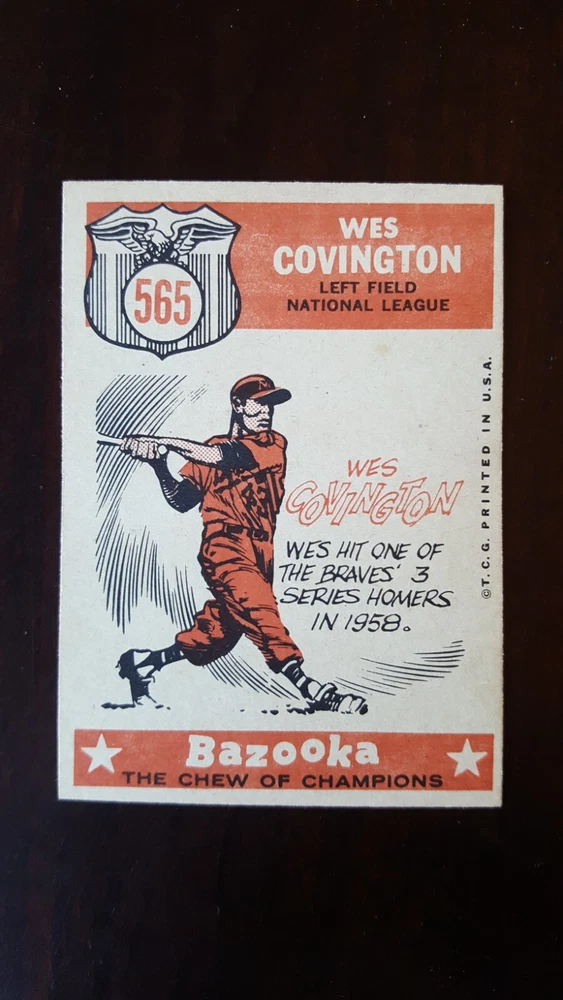 565
WES
COVINGTON
LEFT FIELD
NATIONAL LEAGUE
WES
COVINGTON
WES HIT ONE OF
THE BRAVES' 3
SERIES HOMERS
IN 1958.
©T.C.G. PRINTED IN U.S.A.
Bazooka
THE CHEW OF CHAMPIONS